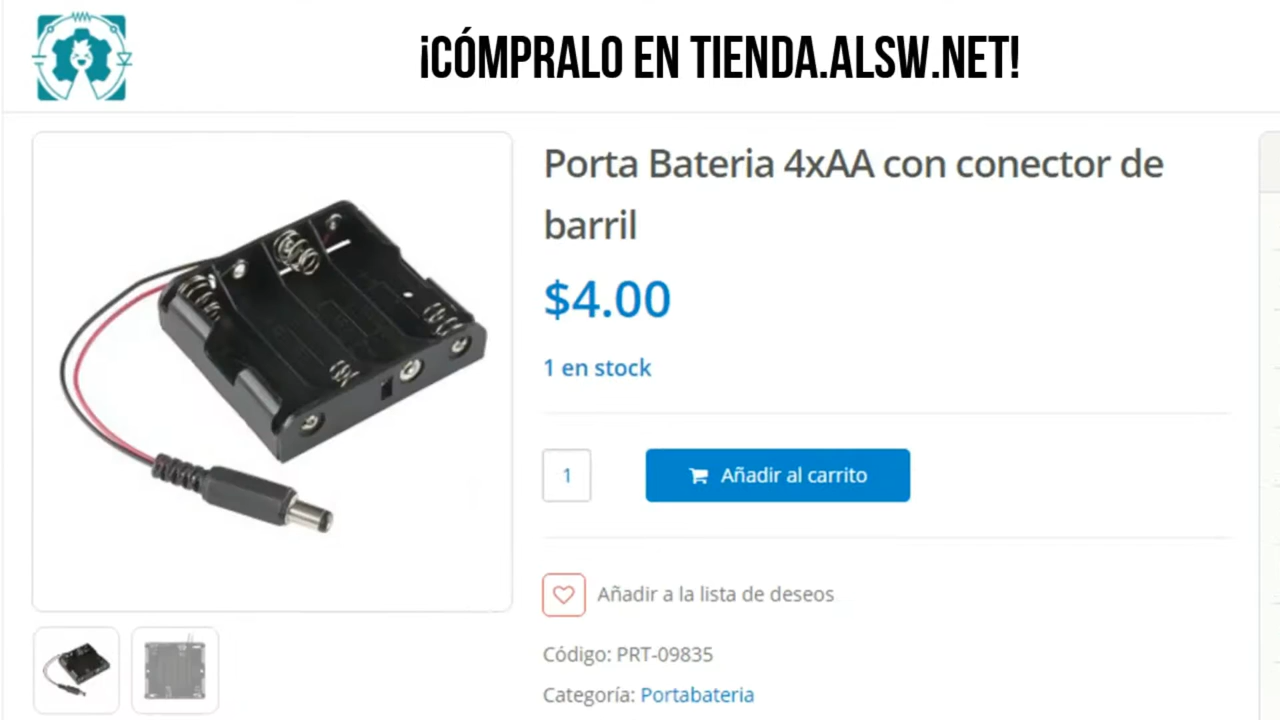 ¡CÓMPRALO EN TIENDA.ALSW.NET!
Porta Bateria 4xAA con conector de
barril
$4.00
1 en stock
1
Añadir al carrito
Añadir a la lista de deseos
Código: PRT-09835
Categoría: Portabateria